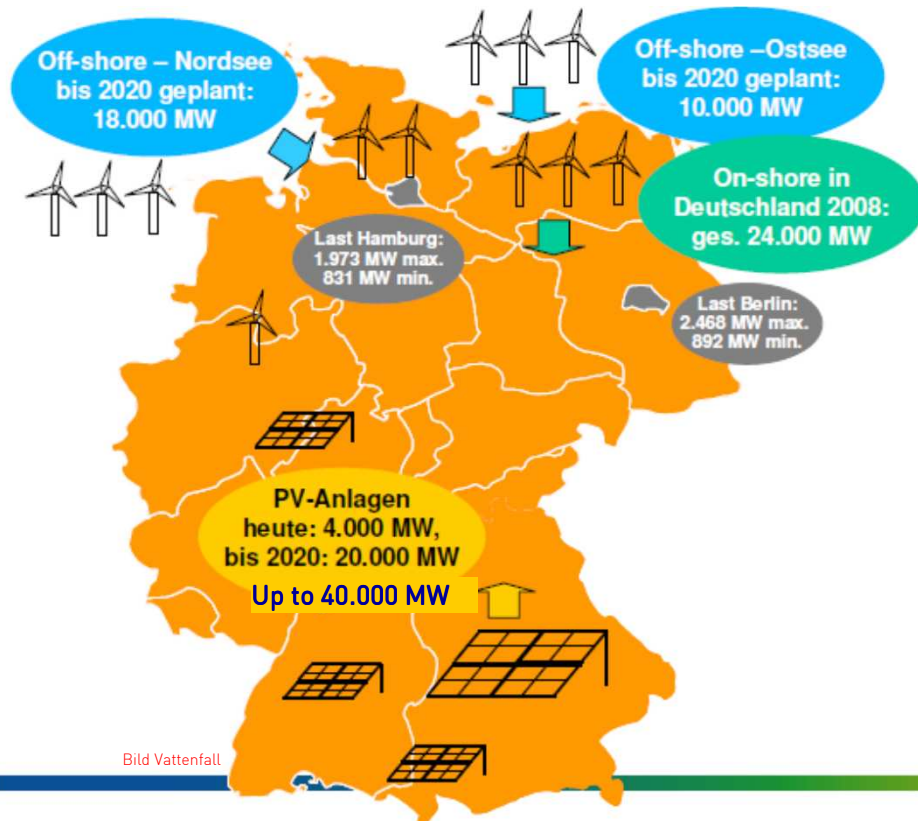 Off-shore – Nordsee
bis 2020 geplant:
18.000 MW
Off-shore –Ostsee
bis 2020 geplant:
10.000 MW
On-shore in
Deutschland 2008:
ges. 24.000 MW
Last Hamburg:
1.973 MW max.
831 MW min.
Last Berlin:
2.468 MW max.
892 MW min.
PV-Anlagen
heute: 4.000 MW,
bis 2020: 20.000 MW
Up to 40.000 MW
Bild Vattenfall